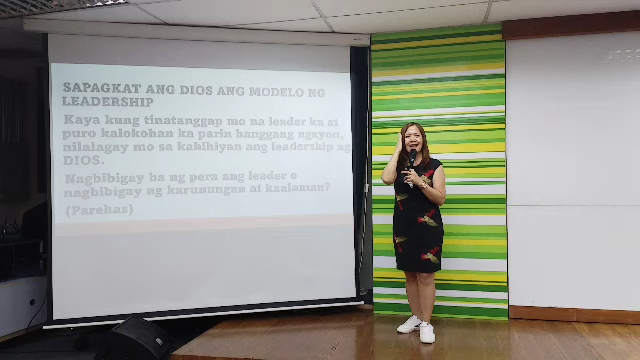 SAPAGKAT ANG DIOS ANG MODELO NG
LEADERSHIP
Kaya kung tinatanggap mo na leader ka at
puro kalokohan ka parin hanggang ngayon,
nilalagay mo sa kahihiyan ang leadership ng
DIOS.
Nagbibigay ba ng pera ang leader o
nagbibigay ng karunungan at kaalaman?
(Parehas)